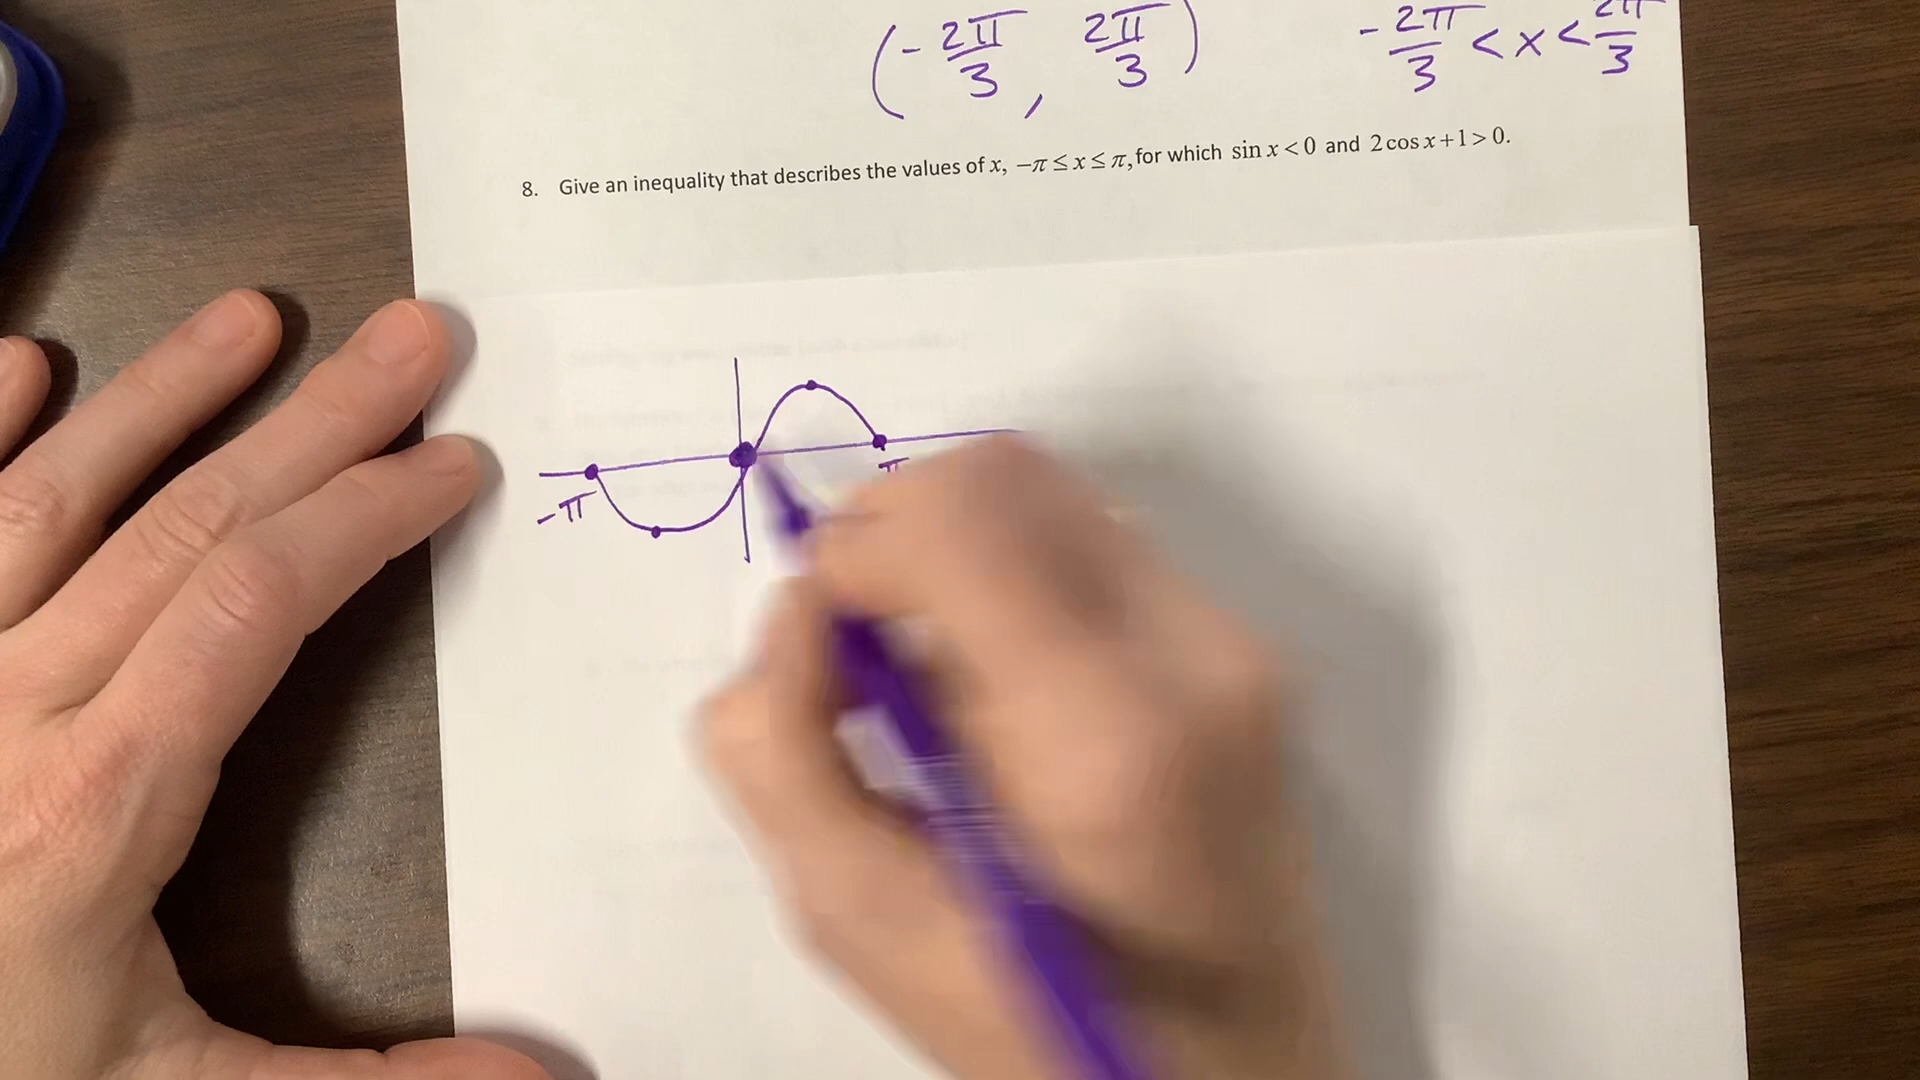 (-2π/3, 2π/3) -2π/3 < x < 2π/3
8. Give an inequality that describes the values of x, −π ≤ x ≤ π, for which sin x < 0 and 2 cos x + 1 > 0.
-π π